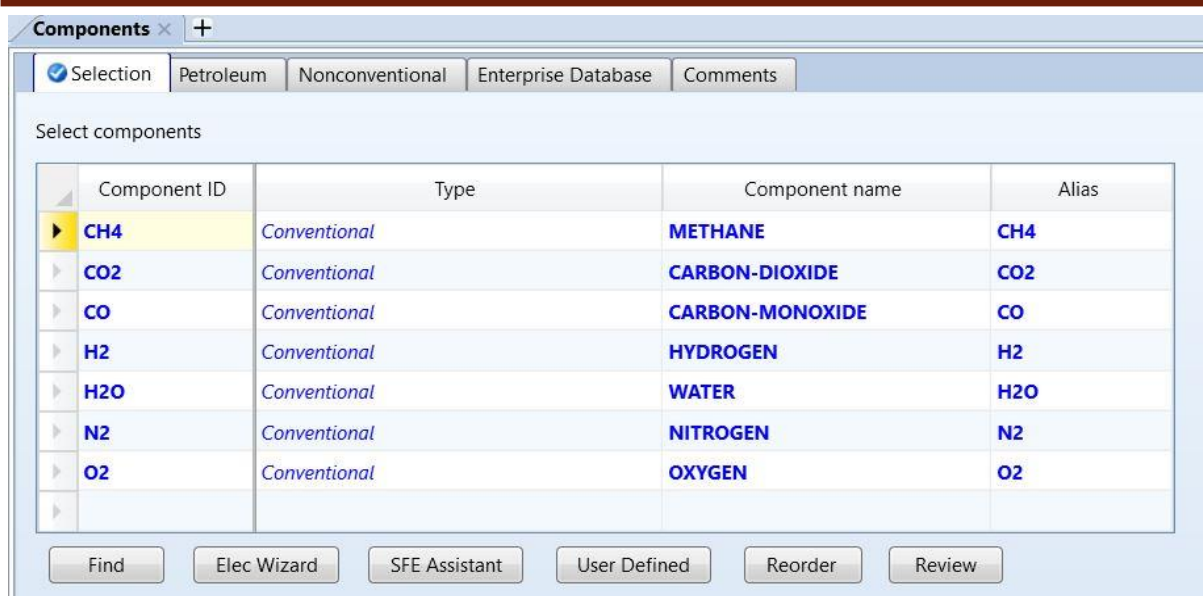 Components × +
Selection Petroleum Nonconventional Enterprise Database Comments
Select components
Component ID Type Component name Alias
CH4 Conventional METHANE CH4
CO2 Conventional CARBON-DIOXIDE CO2
CO Conventional CARBON-MONOXIDE CO
H2 Conventional HYDROGEN H2
H2O Conventional WATER H2O
N2 Conventional NITROGEN N2
O2 Conventional OXYGEN O2
Find Elec Wizard SFE Assistant User Defined Reorder Review